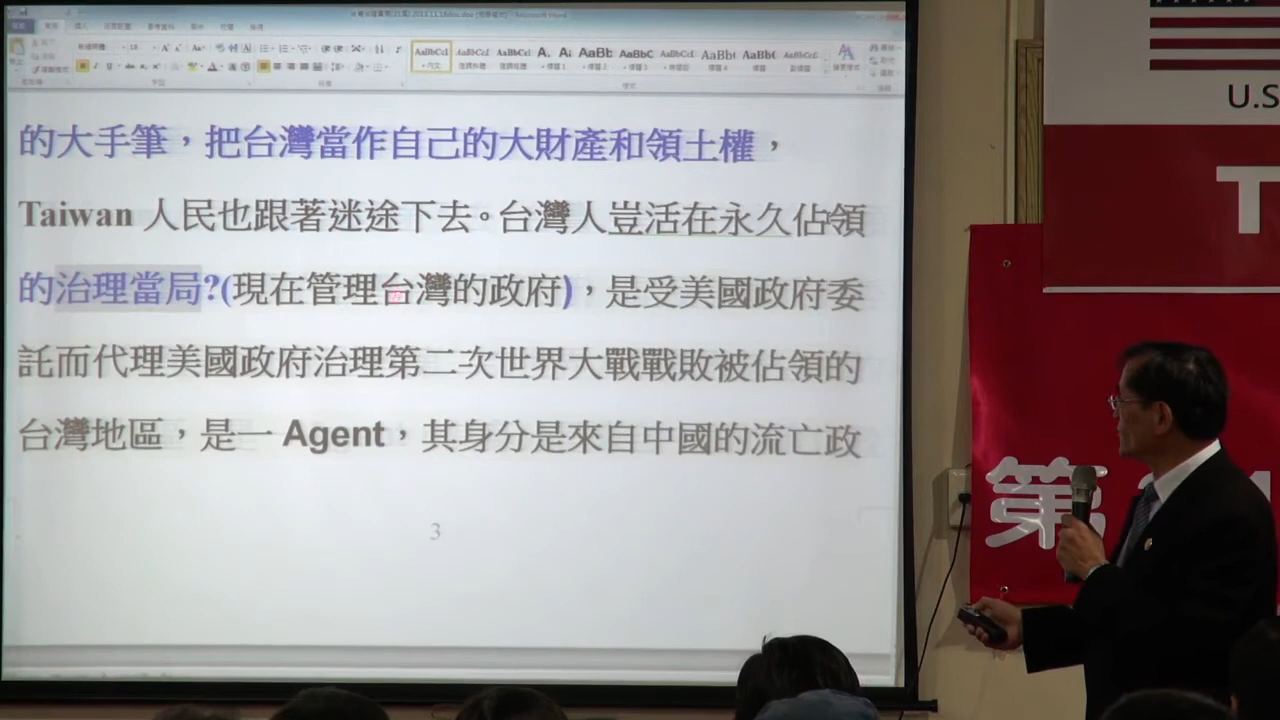 的大手筆，把台灣當作自己的大財產和領土權，
Taiwan 人民也跟著迷途下去。台灣人豈活在永久佔領
的治理當局?(現在管理台灣的政府)，是受美國政府委
託而代理美國政府治理第二次世界大戰戰敗被佔領的
台灣地區，是一 Agent，其身分是來自中國的流亡政
3
U.S
T
第